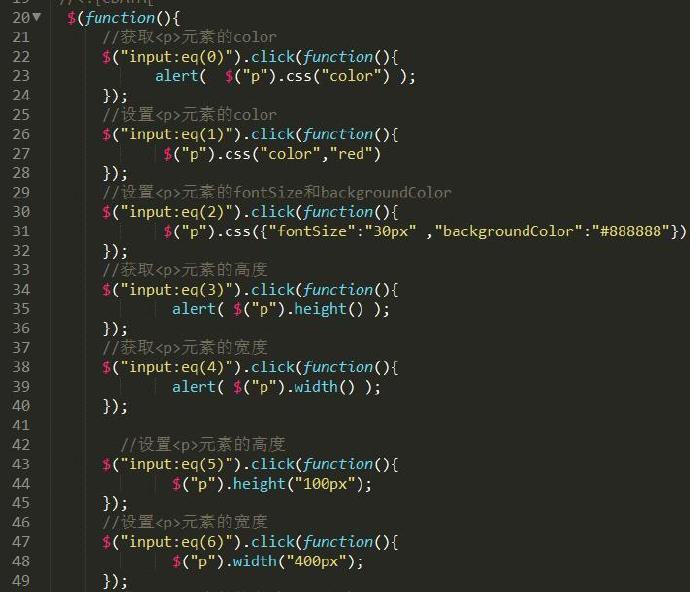 19 //<![CDATA[
20 $(function(){
21 //获取<p>元素的color
22 $("input:eq(0)").click(function(){
23 alert( $("p").css("color") );
24 });
25 //设置<p>元素的color
26 $("input:eq(1)").click(function(){
27 $("p").css("color","red")
28 });
29 //设置<p>元素的fontSize和backgroundColor
30 $("input:eq(2)").click(function(){
31 $("p").css({"fontSize":"30px" ,"backgroundColor":"#888888"})
32 });
33 //获取<p>元素的高度
34 $("input:eq(3)").click(function(){
35 alert( $("p").height() );
36 });
37 //获取<p>元素的宽度
38 $("input:eq(4)").click(function(){
39 alert( $("p").width() );
40 });
41
42 //设置<p>元素的高度
43 $("input:eq(5)").click(function(){
44 $("p").height("100px");
45 });
46 //设置<p>元素的宽度
47 $("input:eq(6)").click(function(){
48 $("p").width("400px");
49 });